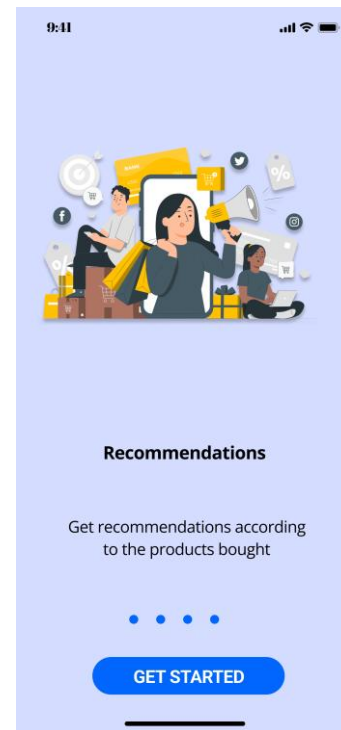 9:41
Recommendations
Get recommendations according
to the products bought
GET STARTED